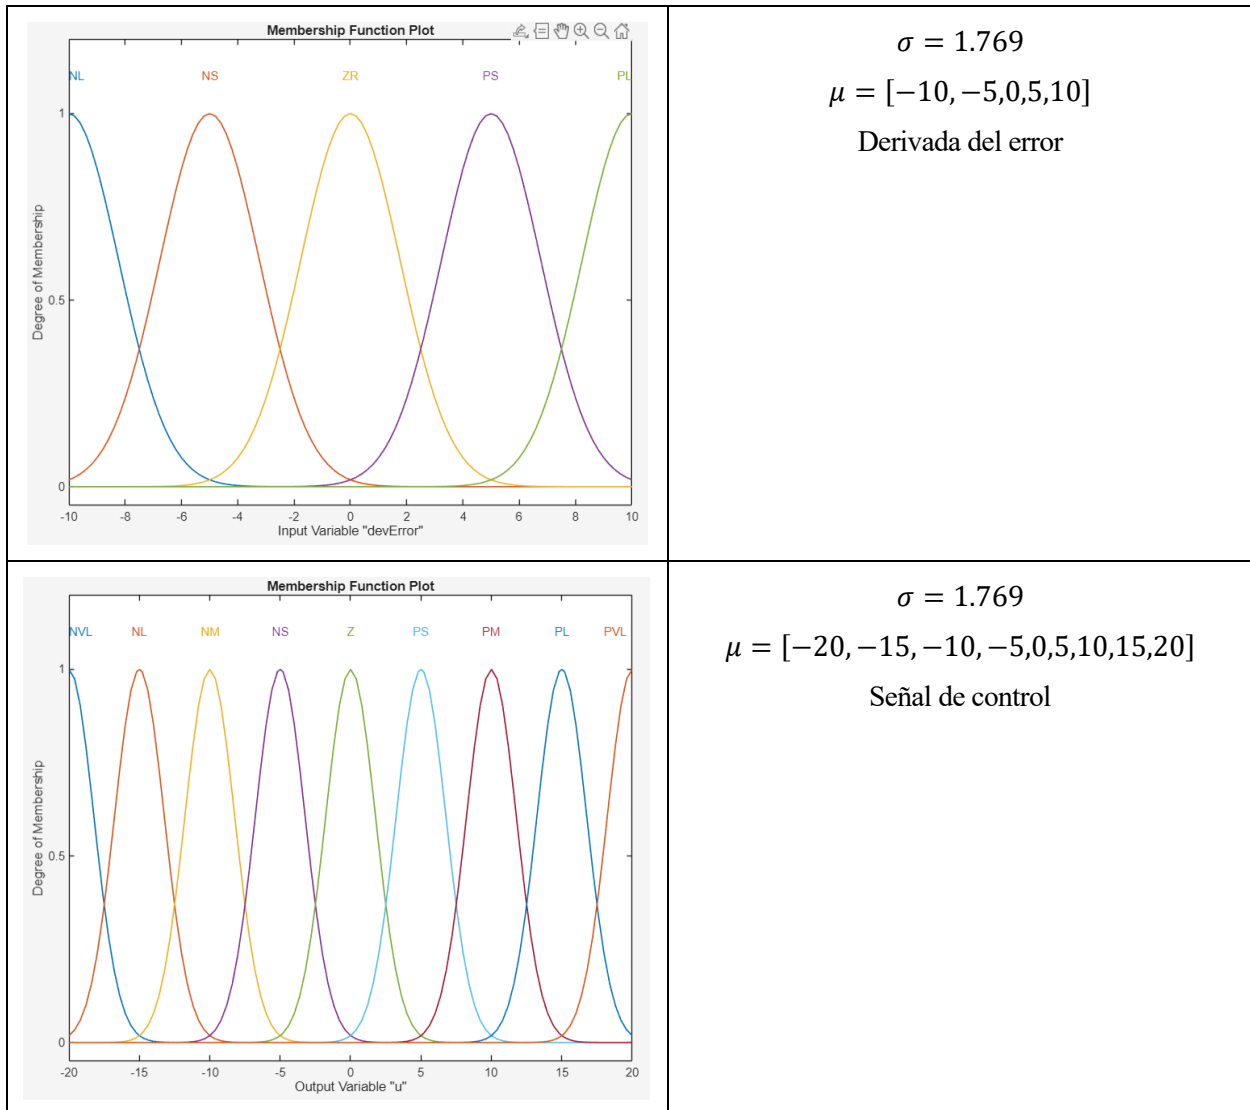 Membership Function Plot
NL NS ZR PS PL
1
0.5
0
Degree of Membership
-10 -8 -6 -4 -2 0 2 4 6 8 10
Input Variable "devError"
σ = 1.769
μ = [−10, −5,0,5,10]
Derivada del error
Membership Function Plot
NVL NL NM NS Z PS PM PL PVL
1
0.5
0
Degree of Membership
-20 -15 -10 -5 0 5 10 15 20
Output Variable "u"
σ = 1.769
μ = [−20, −15, −10, −5,0,5,10,15,20]
Señal de control